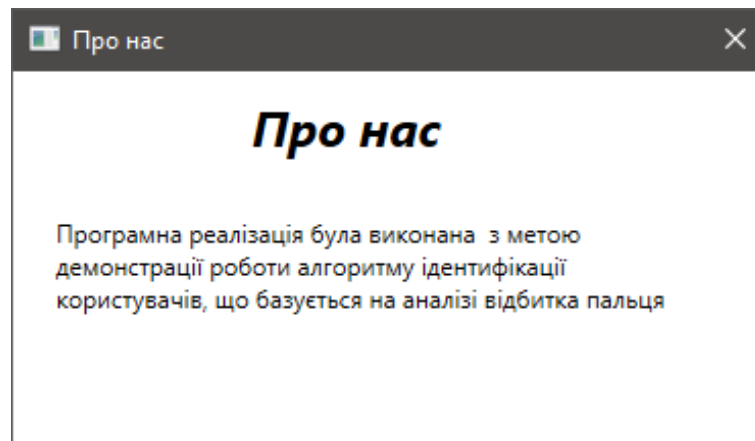 Про нас
Про нас
Програмна реалізація була виконана  з метою
демонстрації роботи алгоритму ідентифікації
користувачів, що базується на аналізі відбитка пальця